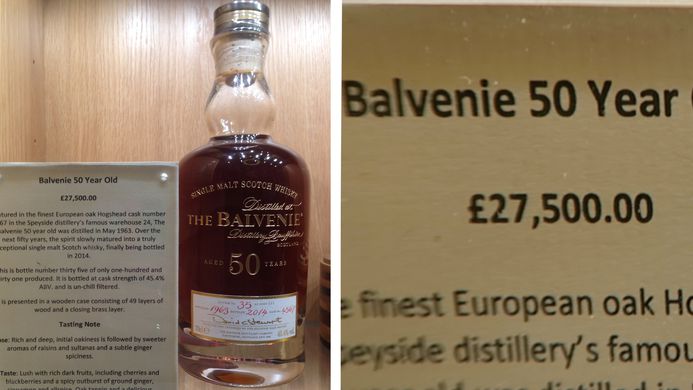 Balvenie 50 Year Old
£27,500.00
tured in the finest European oak Hogshead cask number
67 in the Speyside distillery's famous warehouse 24, The
alvenie 50 year old was distilled in May 1963. Over the
next fifty years, the spirit slowly matured into a truly
ceptional single malt Scotch whisky, finally being bottled
in 2014.
his is bottle number thirty five of only one-hundred and
irty one produced. It is bottled at cask strength of 45.4%
ABV, and is un-chill filtered.
is presented in a wooden case consisting of 49 layers of
wood and a closing brass layer.
Tasting Note
ose: Rich and deep, initial oakiness is followed by sweeter
aromas of raisins and sultanas and a subtle ginger
spiciness.
aste: Lush with rich dark fruits, including cherries and
blackberries and a spicy outburst of ground ginger,
SINGLE MALT SCOTCH WHISKY
Distilled at
THE BALVENIE
Distillery Banffshire
SCOTLAND
AGED 50 YEARS
35
1963 2014
David C Stewart
Balvenie 50 Year
£27,500.00
e finest European oak Ho
peyside distillery's famou